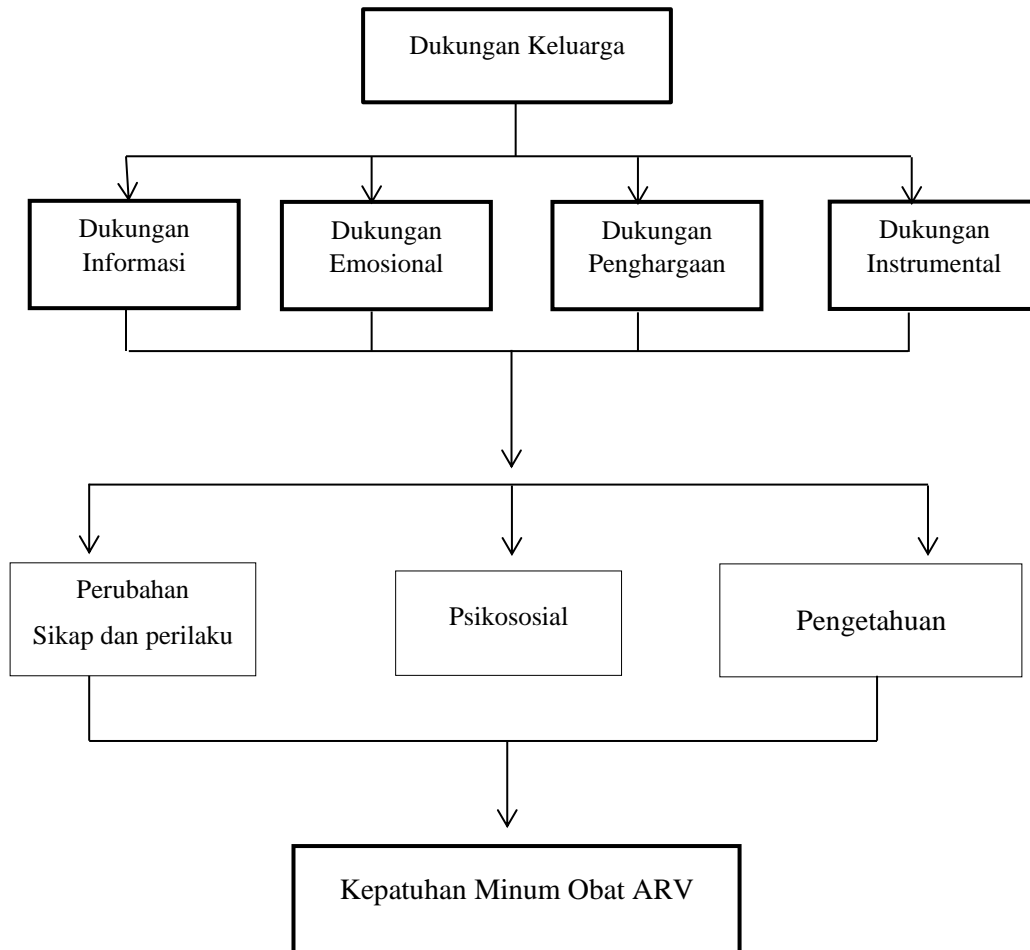 Dukungan Keluarga
Dukungan
Informasi
Dukungan
Emosional
Dukungan
Penghargaan
Dukungan
Instrumental
Perubahan
Sikap dan perilaku
Psikososial
Pengetahuan
Kepatuhan Minum Obat ARV